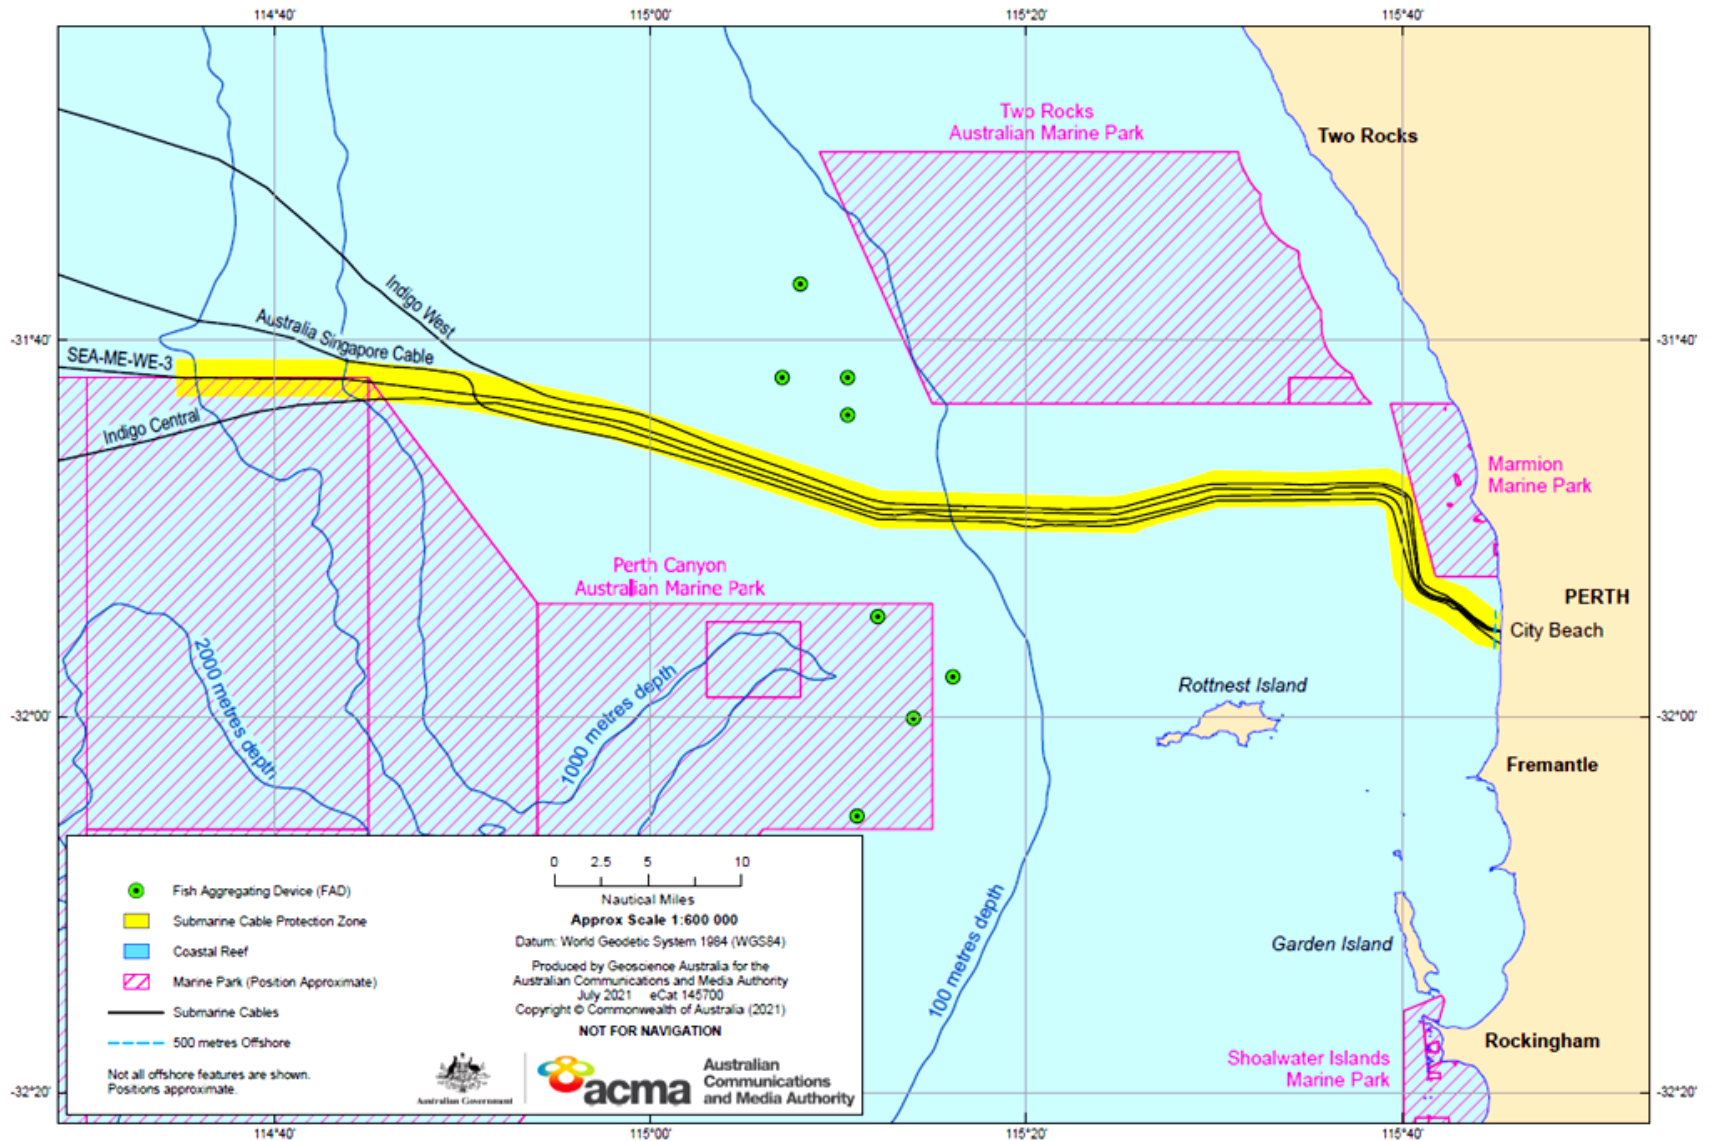 114°40'
115°00'
115°20'
115°40'
Two Rocks
Australian Marine Park
Two Rocks
Indigo West
Australia Singapore Cable
-31°40'
-31°40'
SEA-ME-WE-3
Indigo Central
Marmion
Marine Park
Perth Canyon
Australian Marine Park
PERTH
City Beach
2000 metres depth
1000 metres depth
Rottnest Island
-32°00'
-32°00'
Fremantle
100 metres depth
Garden Island
Rockingham
Shoalwater Islands
Marine Park
-32°20'
-32°20'
Fish Aggregating Device (FAD)
Submarine Cable Protection Zone
Coastal Reef
Marine Park (Position Approximate)
Submarine Cables
500 metres Offshore
Not all offshore features are shown.
Positions approximate.
0 2.5 5 10
Nautical Miles
Approx Scale 1:600 000
Datum: World Geodetic System 1984 (WGS84)
Produced by Geoscience Australia for the
Australian Communications and Media Authority
July 2021 eCat 145700
Copyright © Commonwealth of Australia (2021)
NOT FOR NAVIGATION
Australian Government
acma
Australian
Communications
and Media Authority
114°40'
115°00'
115°20'
115°40'